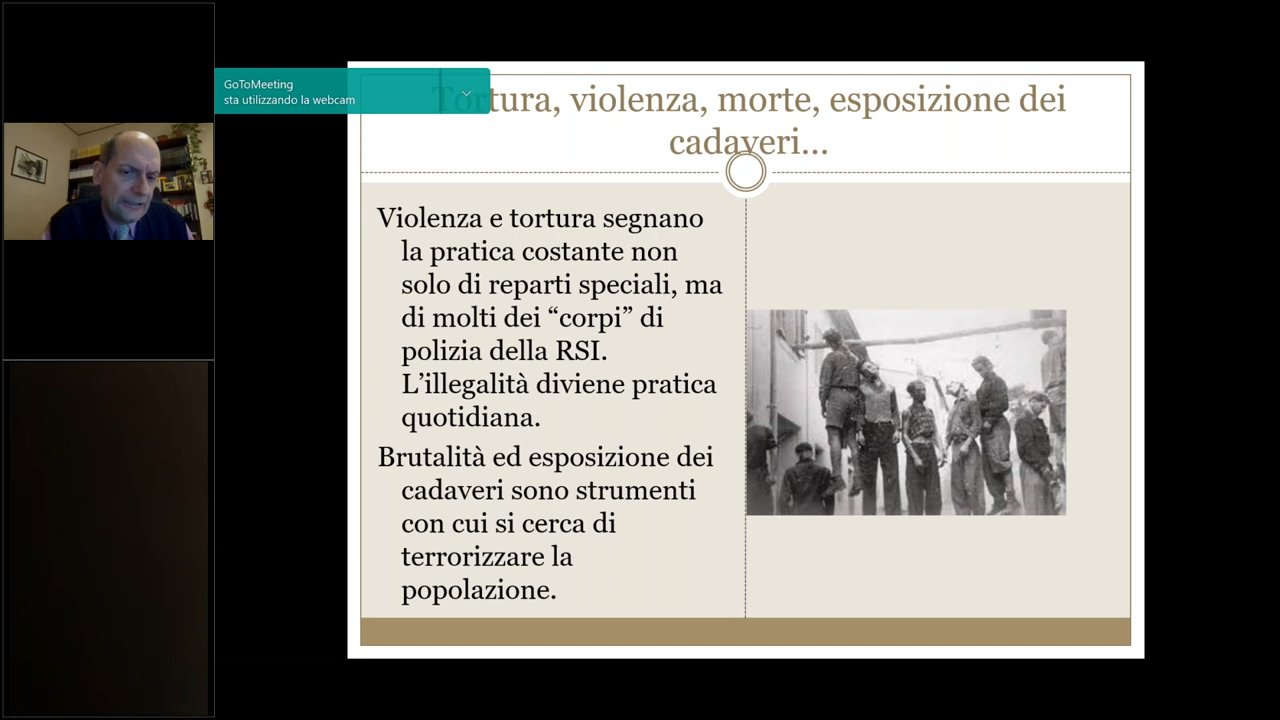 GoToMeeting
sta utilizzando la webcam
Tortura, violenza, morte, esposizione dei
cadaveri…
Violenza e tortura segnano
la pratica costante non
solo di reparti speciali, ma
di molti dei “corpi” di
polizia della RSI.
L’illegalità diviene pratica
quotidiana.
Brutalità ed esposizione dei
cadaveri sono strumenti
con cui si cerca di
terrorizzare la
popolazione.